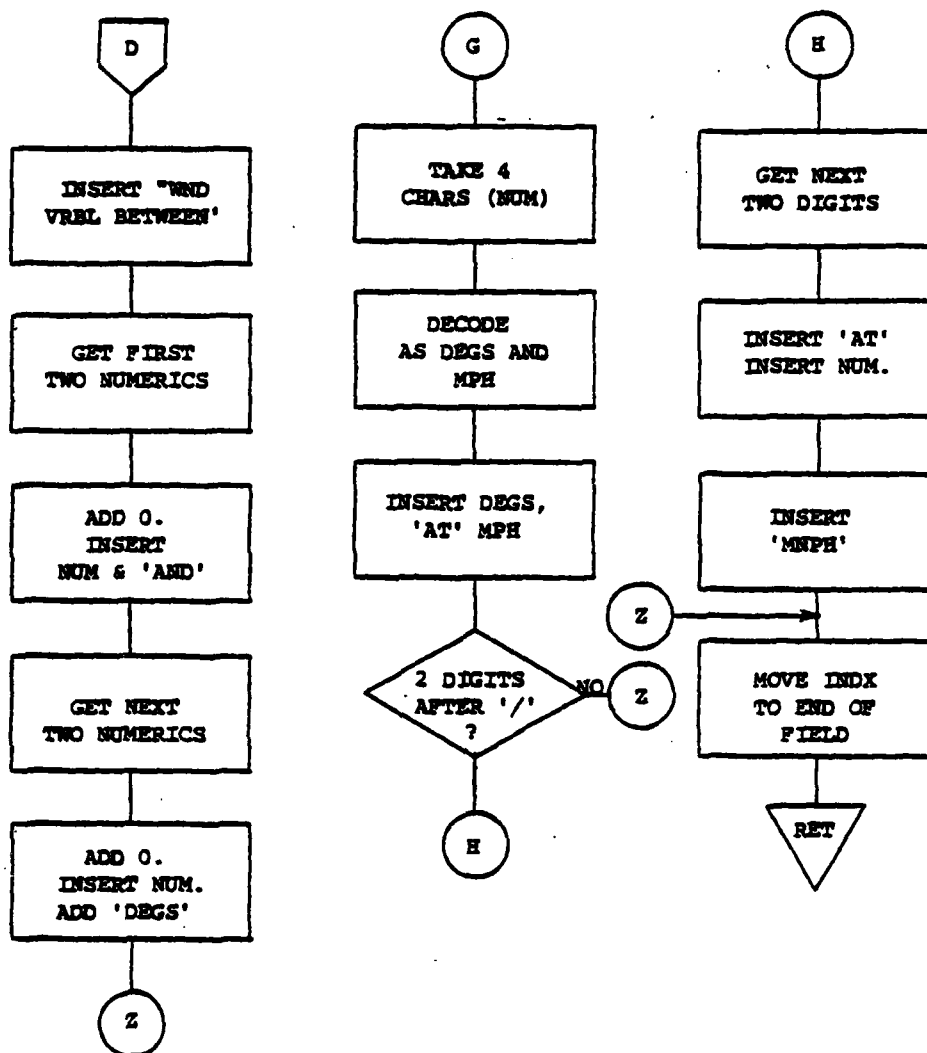 D
INSERT "WND
VRBL BETWEEN'
GET FIRST
TWO NUMERICS
ADD 0.
INSERT
NUM & 'AND'
GET NEXT
TWO NUMERICS
ADD 0.
INSERT NUM.
ADD 'DEGS'
Z
G
TAKE 4
CHARS (NUM)
DECODE
AS DEGS AND
MPH
INSERT DEGS,
'AT' MPH
2 DIGITS
AFTER '/'
?
NO
Z
H
H
GET NEXT
TWO DIGITS
INSERT 'AT'
INSERT NUM.
INSERT
'MNPH'
Z
MOVE INDX
TO END OF
FIELD
RET